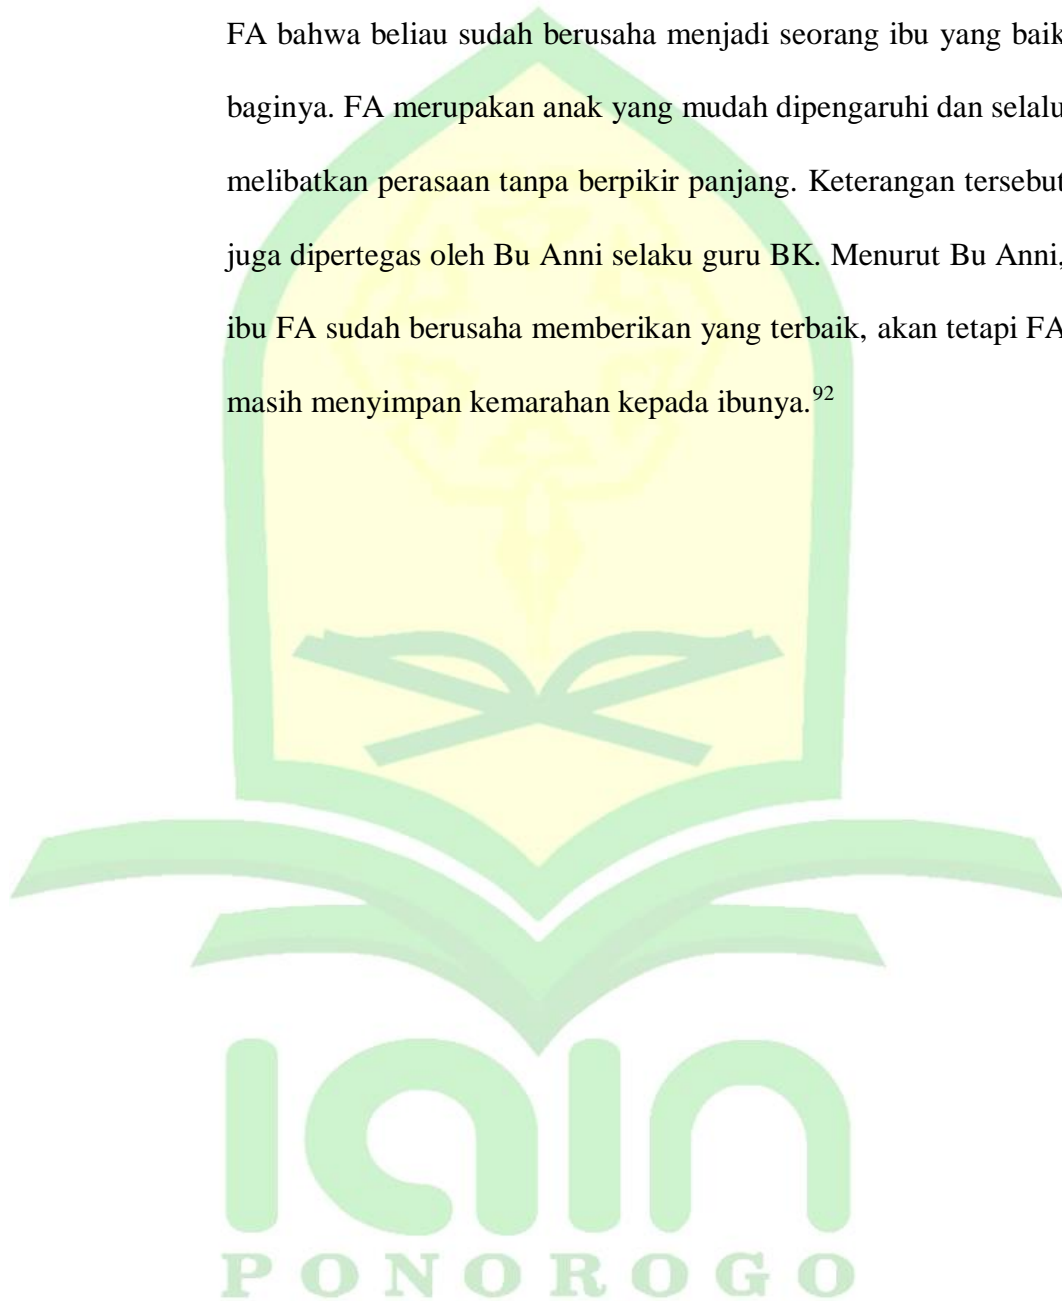 FA bahwa beliau sudah berusaha menjadi seorang ibu yang baik
baginya. FA merupakan anak yang mudah dipengaruhi dan selalu
melibatkan perasaan tanpa berpikir panjang. Keterangan tersebut
juga dipertegas oleh Bu Anni selaku guru BK. Menurut Bu Anni,
ibu FA sudah berusaha memberikan yang terbaik, akan tetapi FA
masih menyimpan kemarahan kepada ibunya.92
iain
PONOROGO